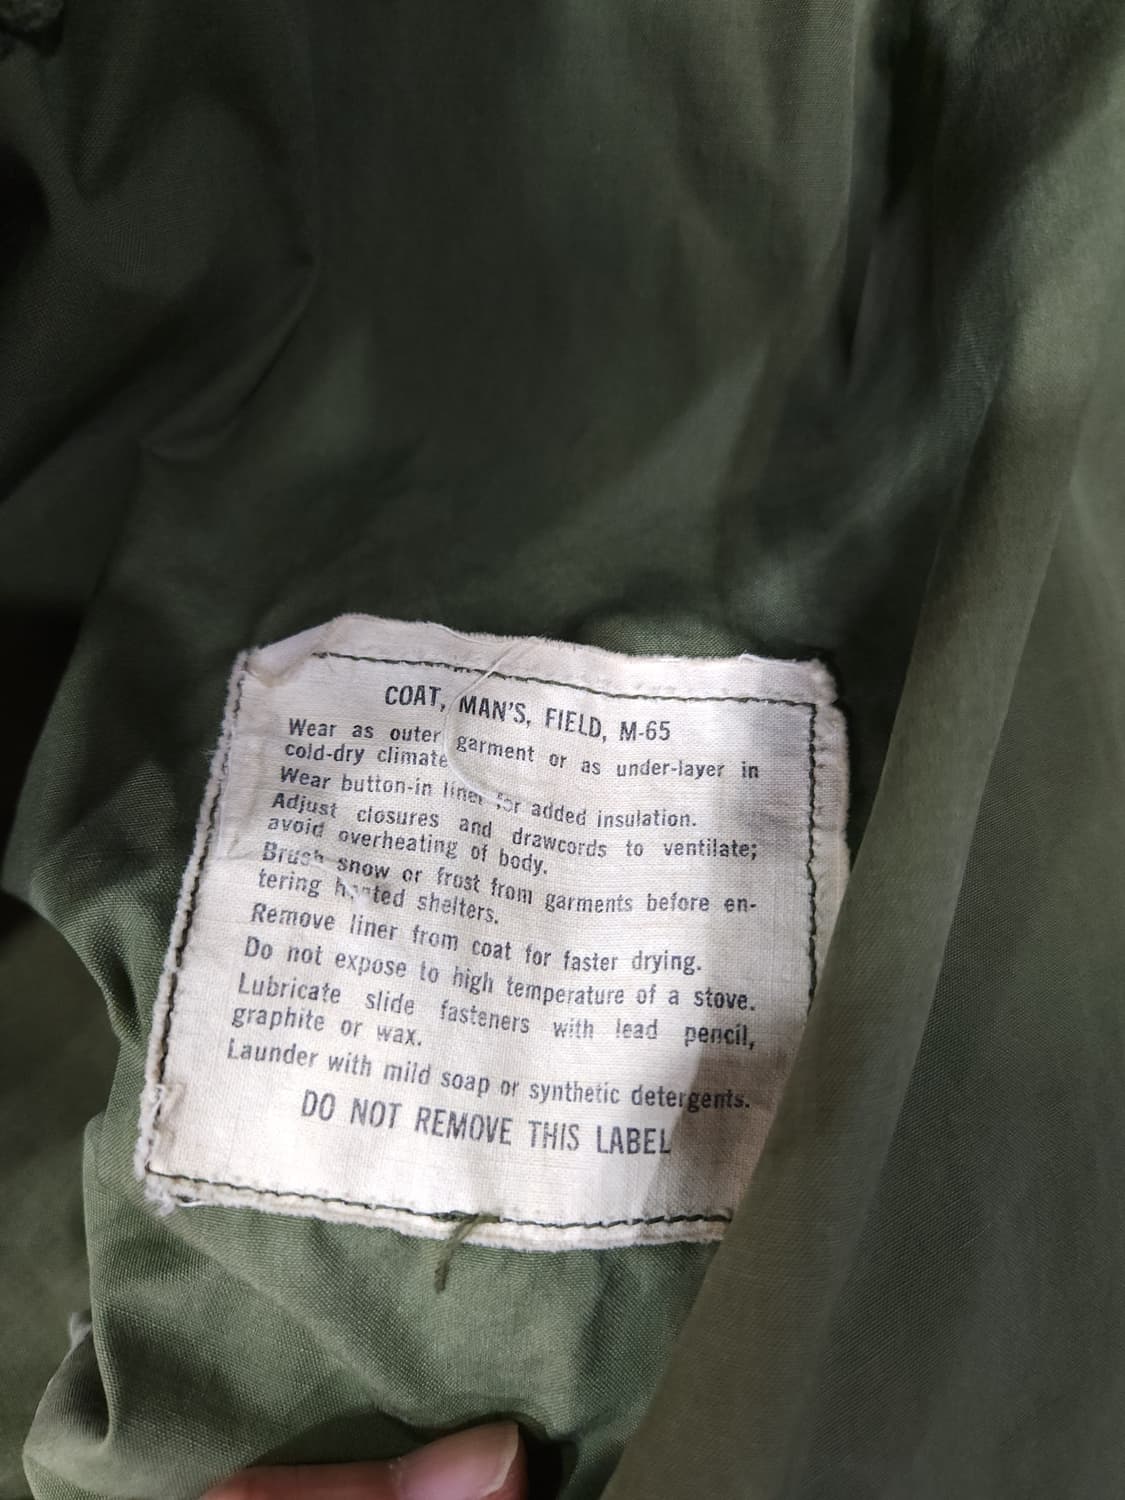 COAT, MAN'S, FIELD, M-65
Wear as outer garment or as under-layer in
cold-dry climate
Wear button-in liner for added insulation.
Adjust closures and drawcords to ventilate;
avoid overheating of body.
Brush snow or frost from garments before en-
tering heated shelters.
Remove liner from coat for faster drying.
Do not expose to high temperature of a stove.
Lubricate slide fasteners with lead pencil,
graphite or wax.
Launder with mild soap or synthetic detergents.
DO NOT REMOVE THIS LABEL